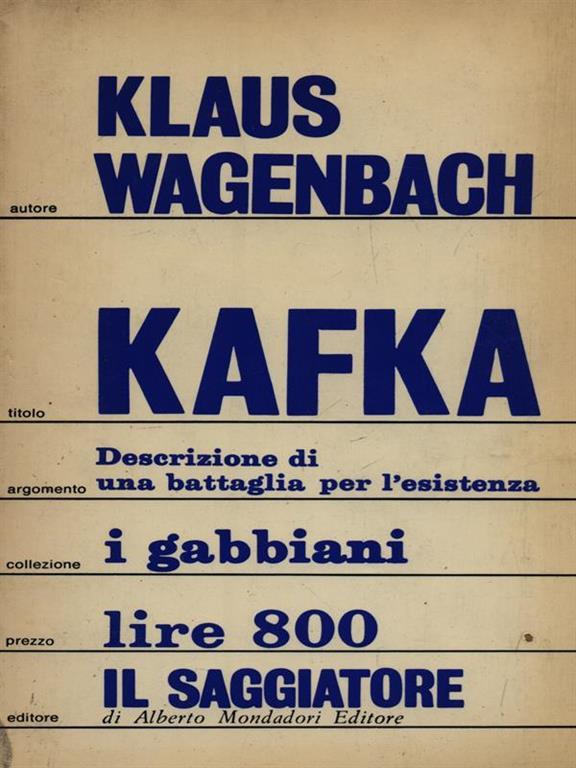 KLAUS
autore WAGENBACH
titolo KAFKA
Descrizione di
argomento una battaglia per l'esistenza
collezione i gabbiani
prezzo lire 800
IL SAGGIATORE
editore di Alberto Mondadori Editore